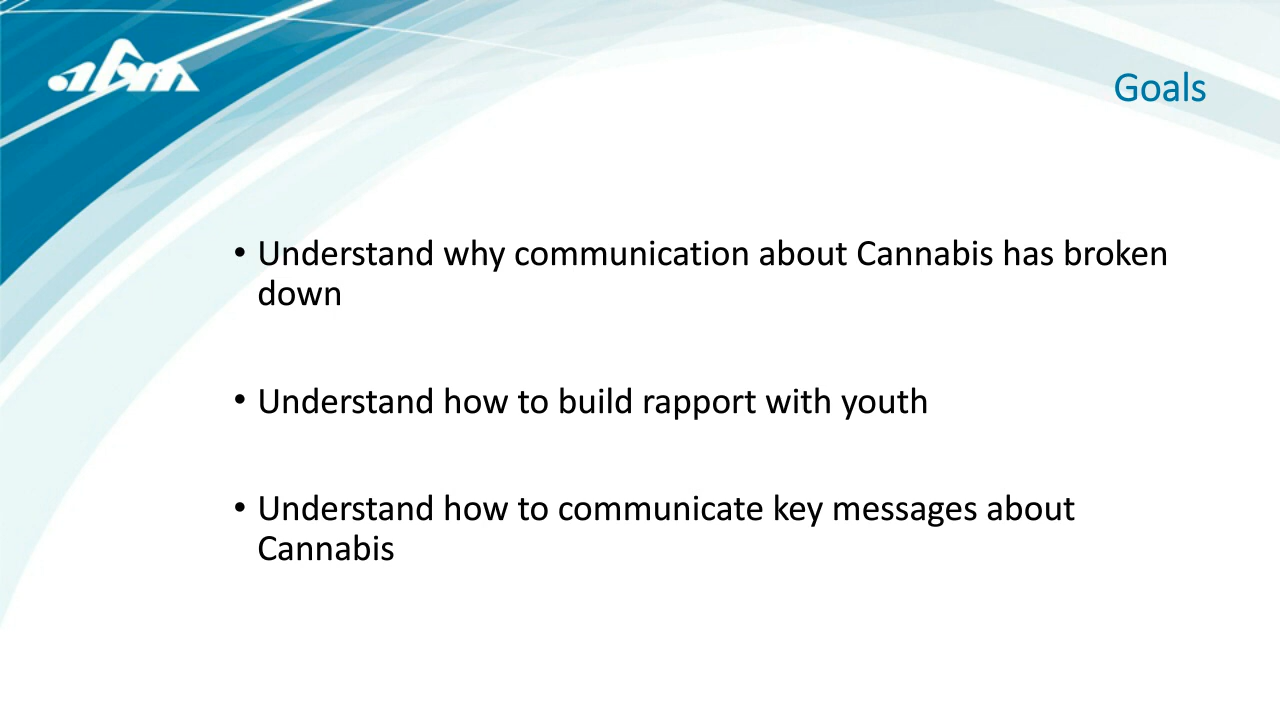 abm
Goals
• Understand why communication about Cannabis has broken
down
• Understand how to build rapport with youth
• Understand how to communicate key messages about
Cannabis